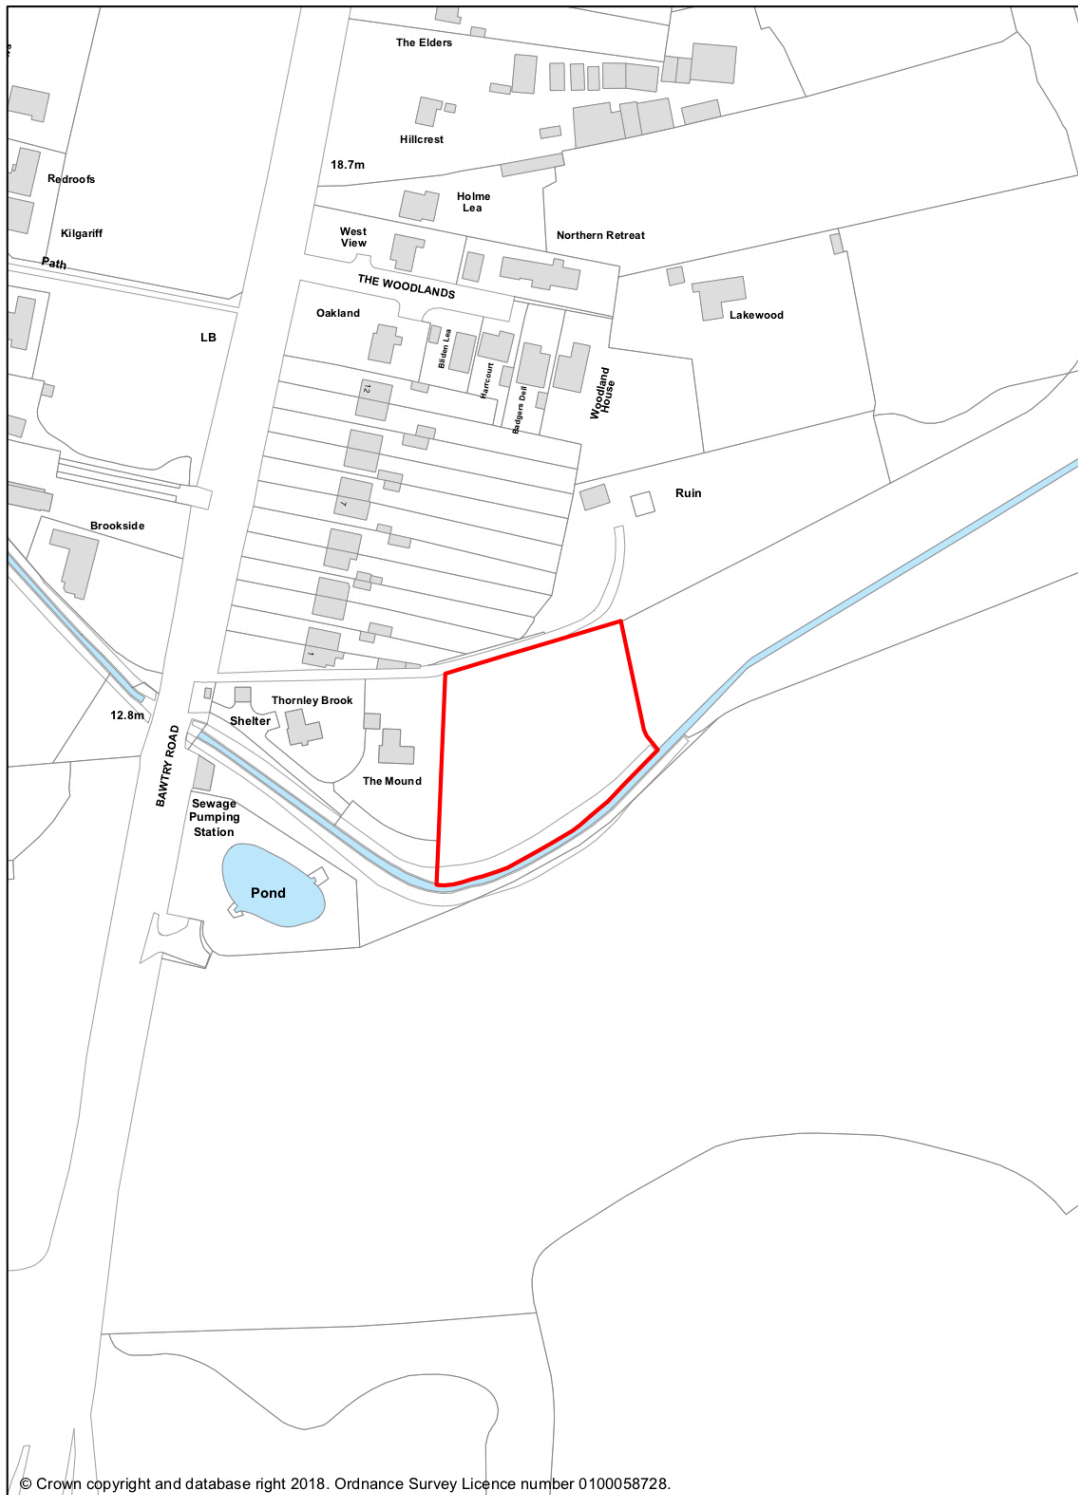 The Elders
Hillcrest
18.7m
Redroofs
Holme
Lea
Kilgariff
West
View
Northern Retreat
Path
THE WOODLANDS
Oakland
Lakewood
LB
Bliden Lea
Harrcourt
Badgers Dell
Woodland
House
12
7
Ruin
Brookside
1
Thornley Brook
Shelter
12.8m
BAWTRY ROAD
The Mound
Sewage
Pumping
Station
Pond
© Crown copyright and database right 2018. Ordnance Survey Licence number 0100058728.